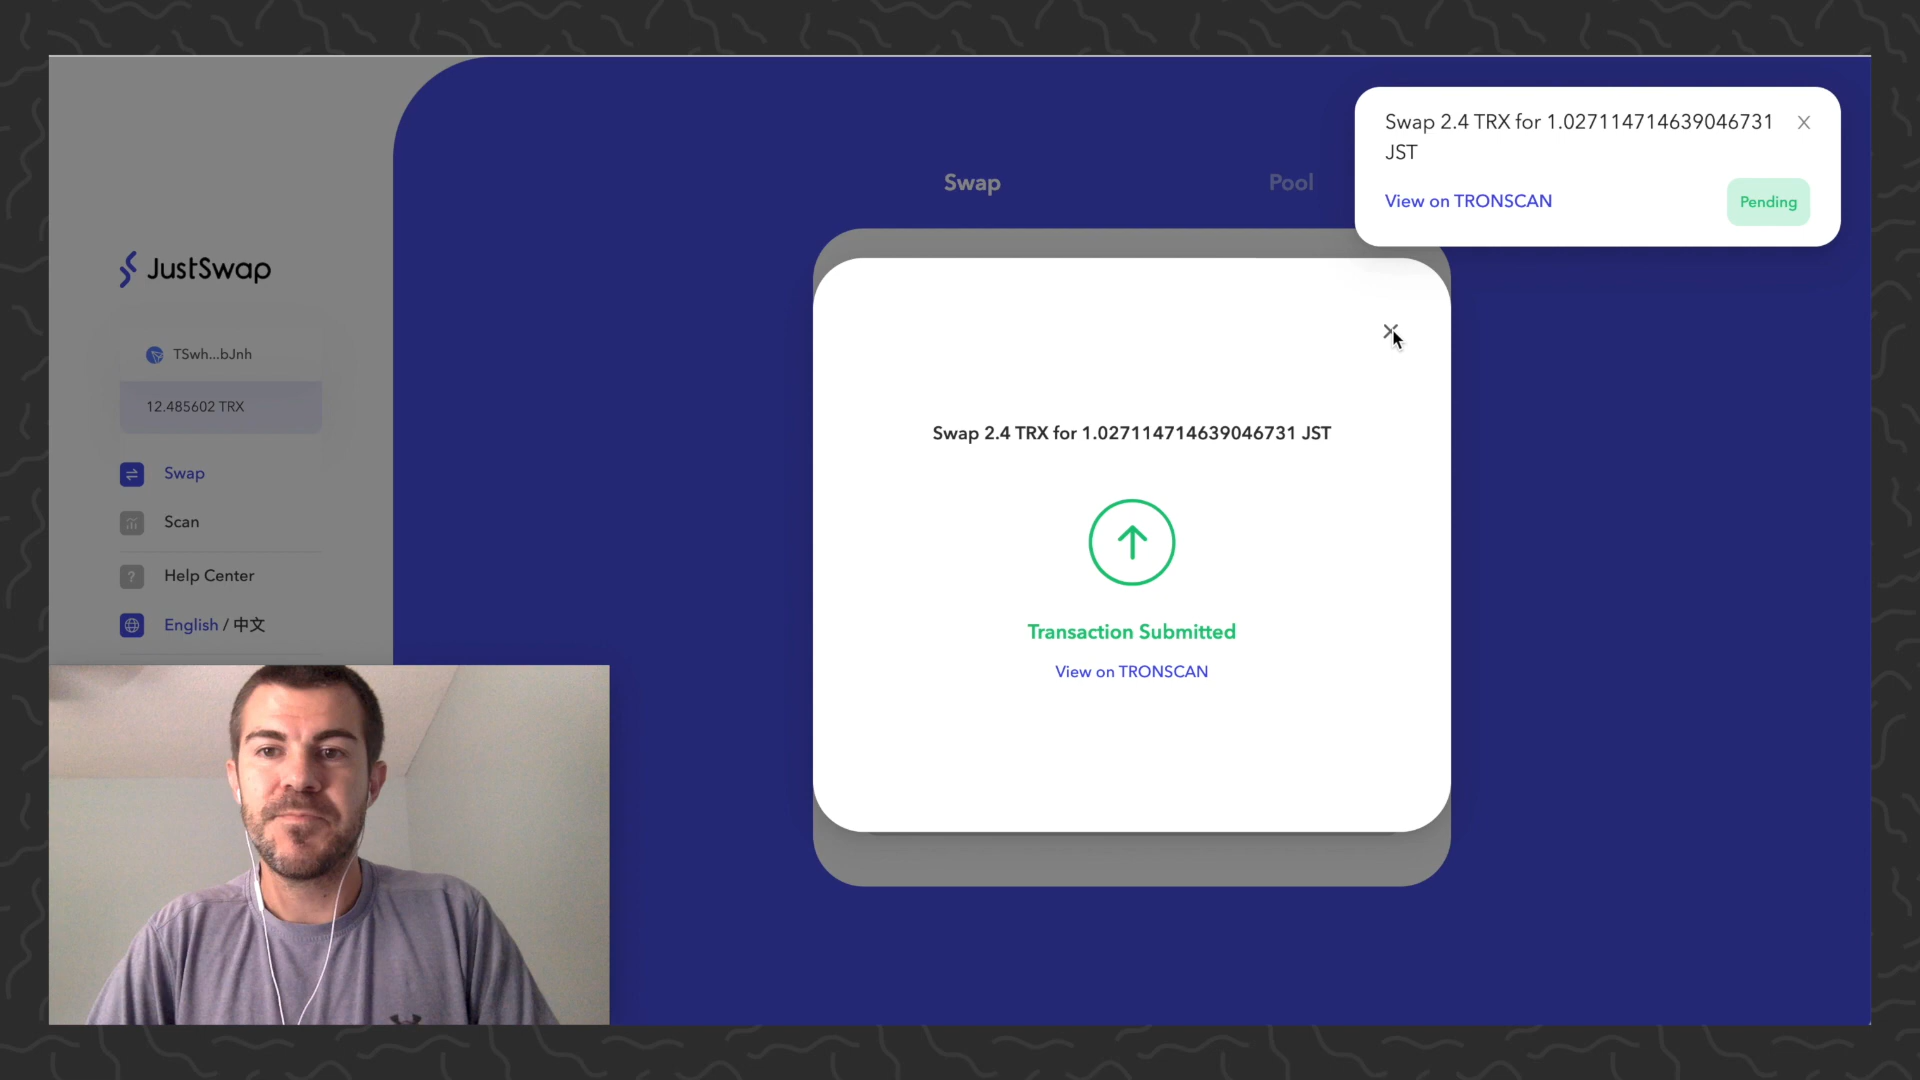 Swap 2.4 TRX for 1.027114714639046731
JST
View on TRONSCAN
Pending
Swap
Pool
JustSwap
TSwh...bJnh
12.485602 TRX
Swap
Scan
? Help Center
English / 中文
Swap 2.4 TRX for 1.027114714639046731 JST
Transaction Submitted
View on TRONSCAN